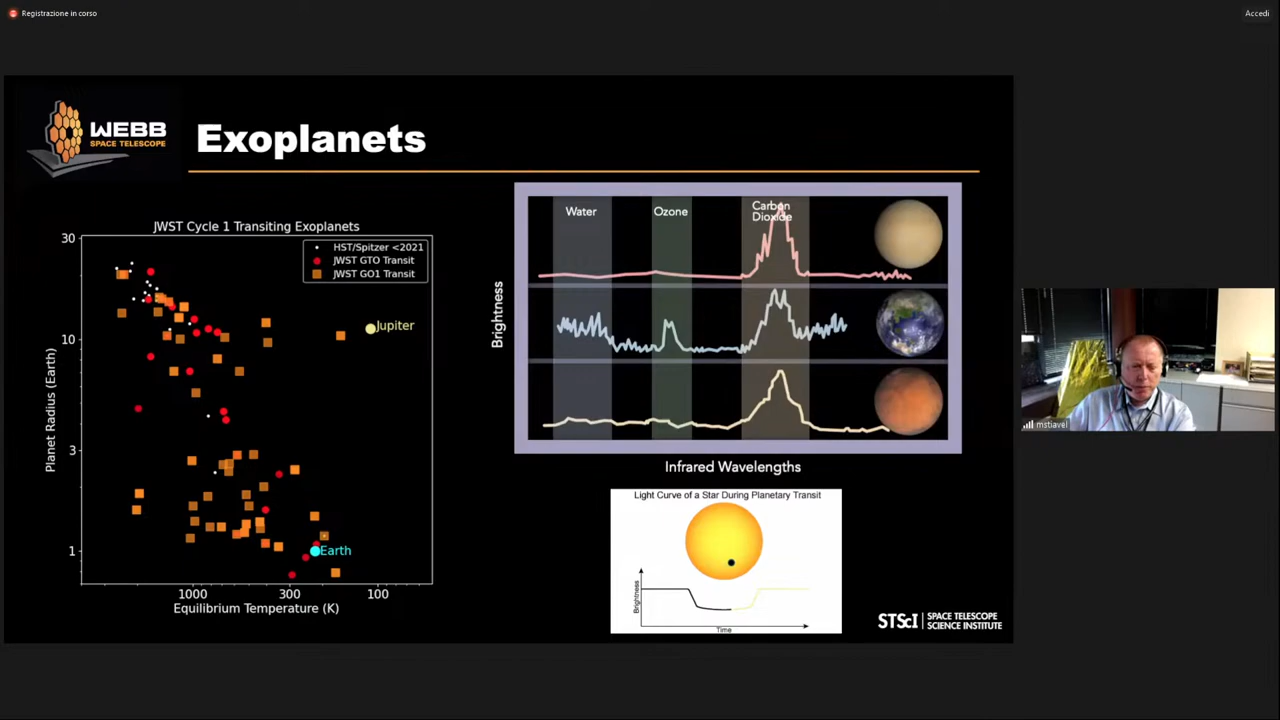 Registrazione in corso
Accedi
WEBB
SPACE TELESCOPE
Exoplanets
JWST Cycle 1 Transiting Exoplanets
30
10
3
1
Planet Radius (Earth)
HST/Spitzer <2021
JWST GTO Transit
JWST GO1 Transit
Jupiter
Earth
1000 300 100
Equilibrium Temperature (K)
Water
Ozone
Carbon
Dioxide
Brightness
Infrared Wavelengths
Light Curve of a Star During Planetary Transit
Brightness
Time
STScI | SPACE TELESCOPE
SCIENCE INSTITUTE
mstiavel